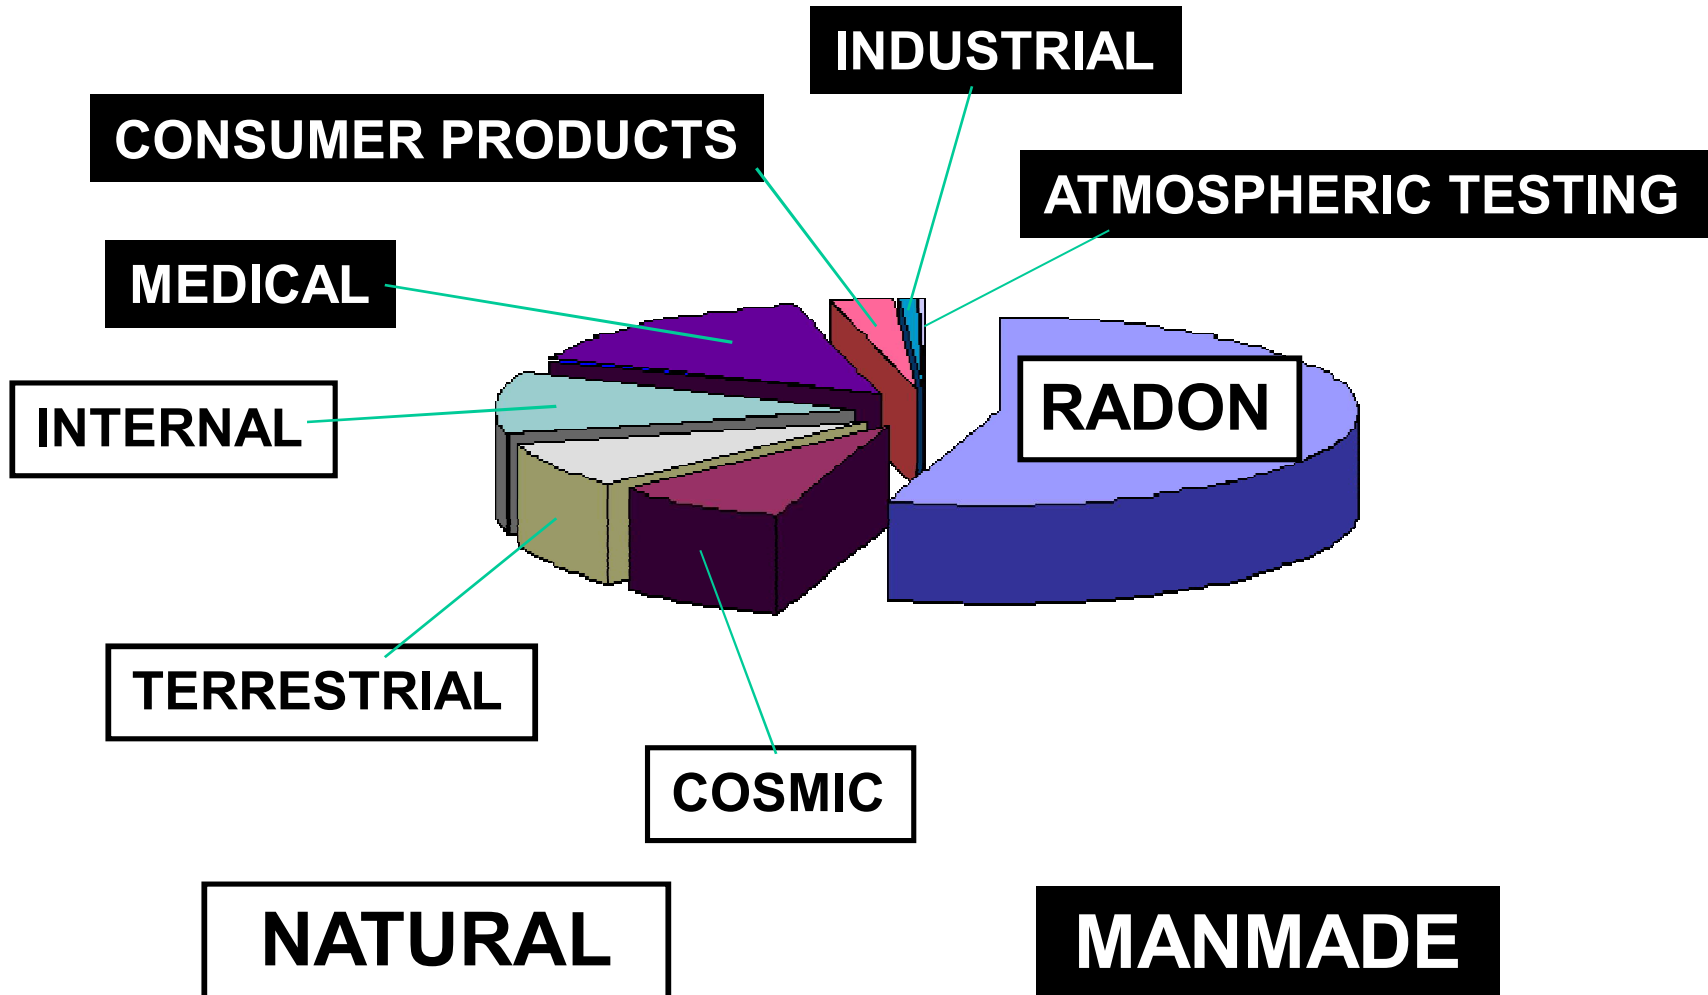 INDUSTRIAL
CONSUMER PRODUCTS
ATMOSPHERIC TESTING
MEDICAL
RADON
INTERNAL
TERRESTRIAL
COSMIC
NATURAL
MANMADE